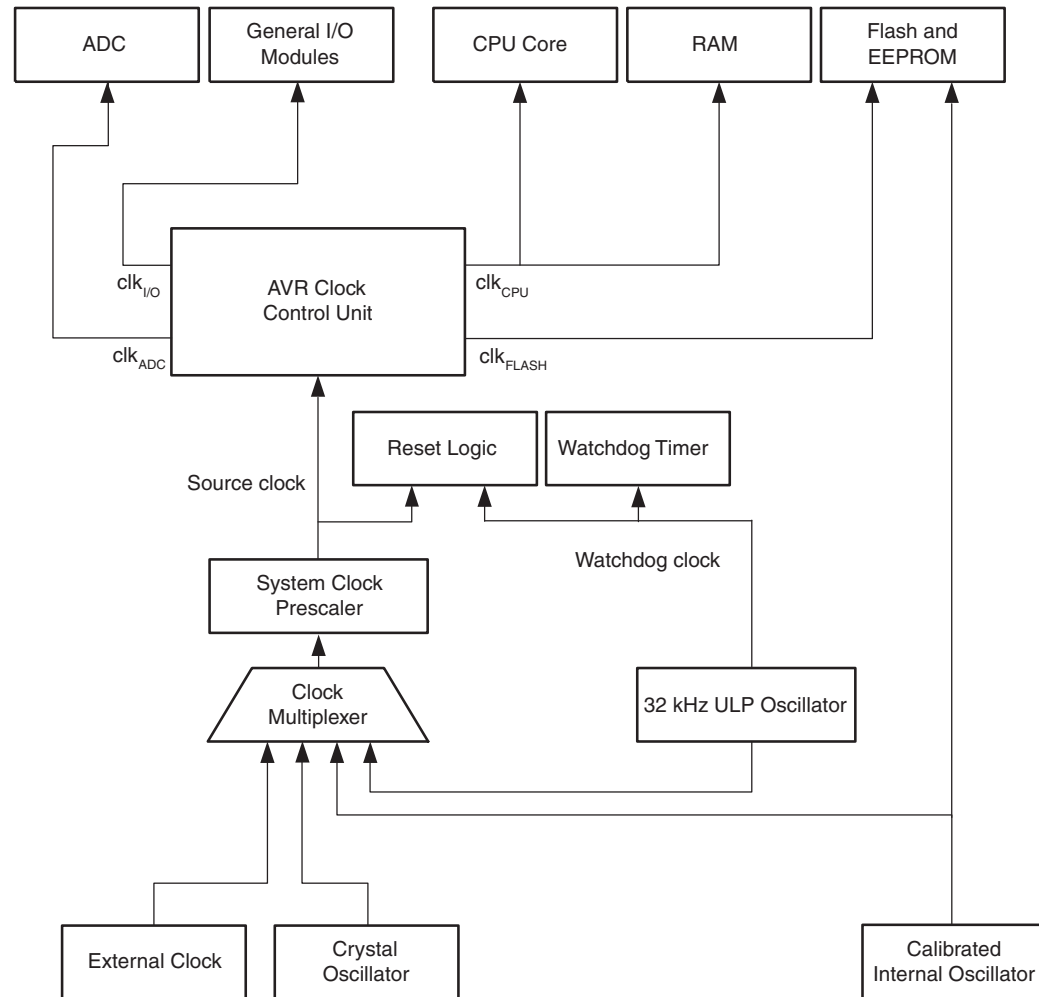 ADC
General I/O
Modules
CPU Core
RAM
Flash and
EEPROM
clkI/O
AVR Clock
Control Unit
clkCPU
clkADC
clkFLASH
Reset Logic
Watchdog Timer
Source clock
Watchdog clock
System Clock
Prescaler
Clock
Multiplexer
32 kHz ULP Oscillator
External Clock
Crystal
Oscillator
Calibrated
Internal Oscillator